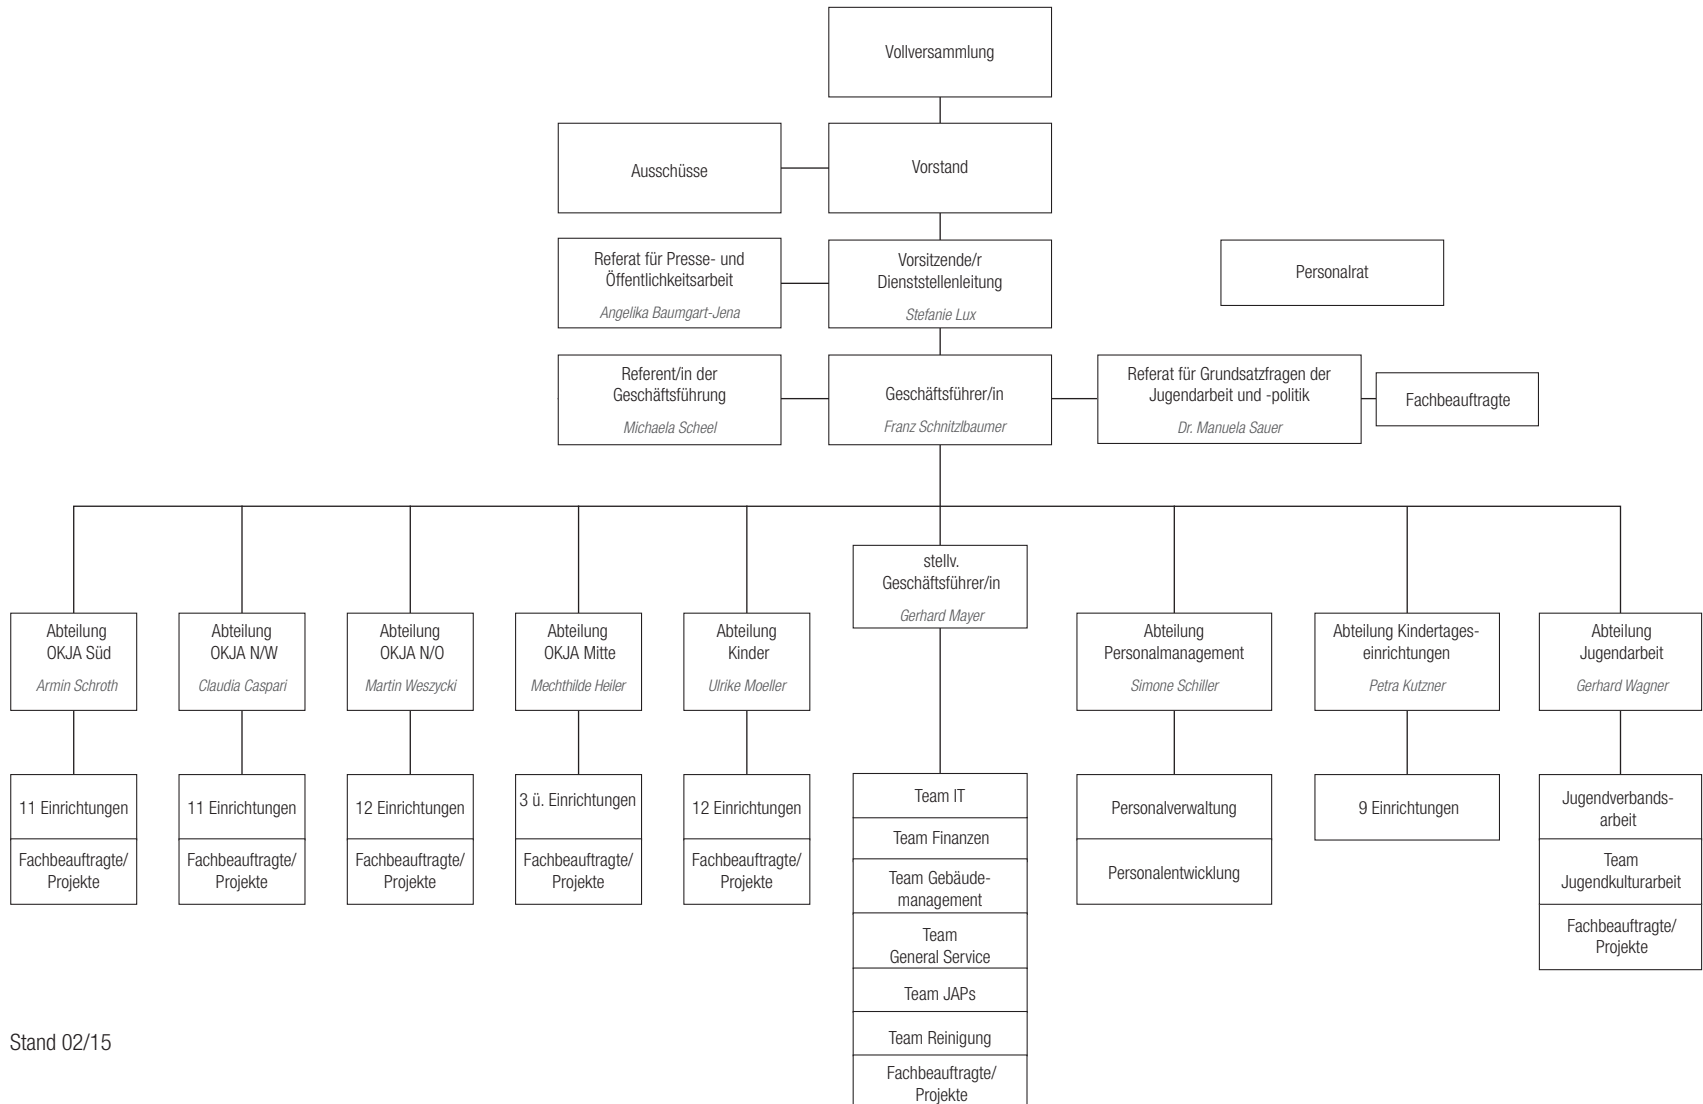 Vollversammlung
Ausschüsse
Vorstand
Referat für Presse- und
Öffentlichkeitsarbeit
Angelika Baumgart-Jena
Vorsitzende/r
Dienststellenleitung
Stefanie Lux
Personalrat
Referent/in der
Geschäftsführung
Michaela Scheel
Geschäftsführer/in
Franz Schnitzlbaumer
Referat für Grundsatzfragen der
Jugendarbeit und -politik
Dr. Manuela Sauer
Fachbeauftragte
stellv.
Geschäftsführer/in
Gerhard Mayer
Abteilung
OKJA Süd
Armin Schroth
Abteilung
OKJA N/W
Claudia Caspari
Abteilung
OKJA N/O
Martin Weszycki
Abteilung
OKJA Mitte
Mechthilde Heiler
Abteilung
Kinder
Ulrike Moeller
Abteilung
Personalmanagement
Simone Schiller
Abteilung Kindertages-
einrichtungen
Petra Kutzner
Abteilung
Jugendarbeit
Gerhard Wagner
11 Einrichtungen
Fachbeauftragte/
Projekte
11 Einrichtungen
Fachbeauftragte/
Projekte
12 Einrichtungen
Fachbeauftragte/
Projekte
3 ü. Einrichtungen
Fachbeauftragte/
Projekte
12 Einrichtungen
Fachbeauftragte/
Projekte
Team IT
Team Finanzen
Team Gebäude-
management
Team
General Service
Team JAPs
Team Reinigung
Fachbeauftragte/
Projekte
Personalverwaltung
Personalentwicklung
9 Einrichtungen
Jugendverbands-
arbeit
Team
Jugendkulturarbeit
Fachbeauftragte/
Projekte
Stand 02/15